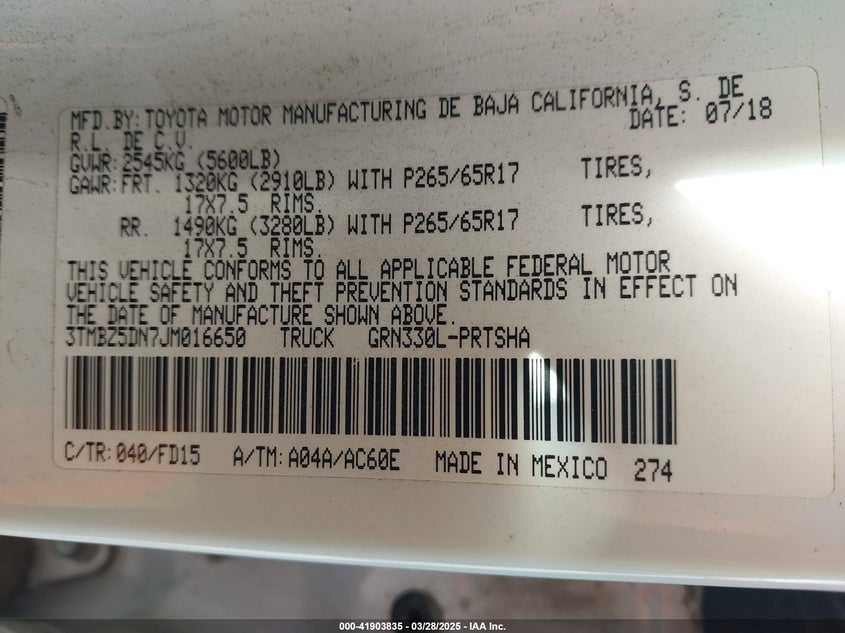 MFD.BY:TOYOTA MOTOR MANUFACTURING DE BAJA CALIFORNIA, S. DE
R.L. DE C.V. DATE: 07/18
GVWR:2545KG (5600LB)
GAWR:FRT. 1320KG (2910LB) WITH P265/65R17 TIRES,
17X7.5 RIMS.
RR. 1490KG (3280LB) WITH P265/65R17 TIRES,
17X7.5 RIMS.
THIS VEHICLE CONFORMS TO ALL APPLICABLE FEDERAL MOTOR
VEHICLE SAFETY AND THEFT PREVENTION STANDARDS IN EFFECT ON
THE DATE OF MANUFACTURE SHOWN ABOVE.
3TMBZ5DN7JM016650 TRUCK GRN330L-PRTSHA
C/TR:040/FD15 A/TM:A04A/AC60E MADE IN MEXICO 274
000-41903835 - 03/28/2025 - IAA Inc.